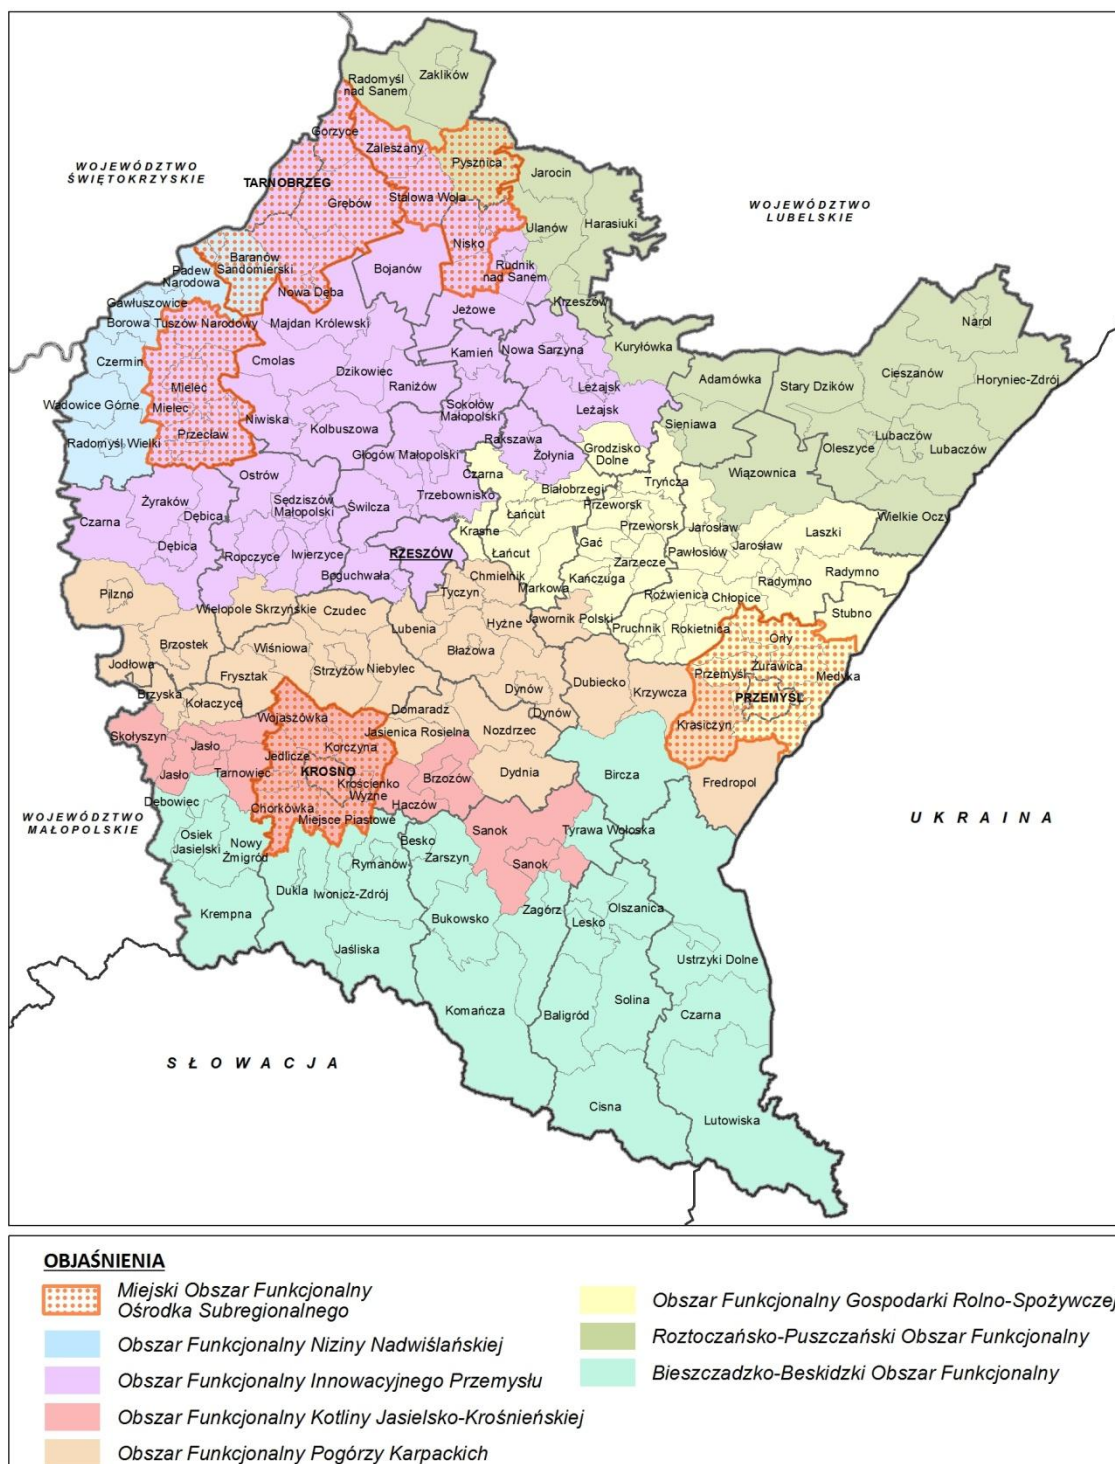 Radomyśl
nad Sanem
Zaklików
Gorzyce
Zaleszany
Pysznica
WOJEWÓDZTWO
ŚWIĘTOKRZYSKIE
TARNOBRZEG
Jarocin
Grębów
Stalowa Wola
WOJEWÓDZTWO
LUBELSKIE
Ulanów
Harasiuki
Nisko
Baranów
Sandomierski
Bojanów
Rudnik
nad Sanem
Padew
Narodowa
Nowa Dęba
Gawłuszowice
Krzeszów
Jeżowe
Borowa
Tuszów Narodowy
Majdan Królewski
Narol
Kuryłówka
Kamień
Nowa Sarzyna
Czermin
Cmolas
Dzikowiec
Cieszanów
Adamówka
Stary Dzików
Horyniec-Zdrój
Mielec
Raniżów
Leżajsk
Wadowice Górne
Mielec
Sokołów
Małopolski
Leżajsk
Niwiska
Kolbuszowa
Sieniawa
Radomyśl Wielki
Przecław
Rakszawa
Lubaczów
Oleszyce
Lubaczów
Głogów Małopolski
Żołynia
Grodzisko
Dolne
Ostrów
Czarna
Wiązownica
Żyraków
Sędziszów
Małopolski
Trzebownisko
Białobrzegi
Tryńcza
Świlcza
Przeworsk
Czarna
Dębica
Łańcut
Wielkie Oczy
Krasne
Przeworsk
Jarosław
Laszki
Dębica
Ropczyce
Iwierzyce
RZESZÓW
Łańcut
Gać
Pawłosiów
Jarosław
Zarzecze
Boguchwała
Chmielnik
Kańczuga
Radymno
Radymno
Pilzno
Tyczyn
Markowa
Roźwienica
Chłopice
Wielopole Skrzyńskie
Czudec
Jawornik Polski
Stubno
Lubenia
Hyżne
Pruchnik
Rokietnica
Brzostek
Wiśniowa
Błażowa
Orły
Jodłowa
Frysztak
Strzyżów
Niebylec
Żurawica
Przemyśl
Medyka
Brzyska
Kołaczyce
Dynów
Dubiecko
Krzywcza
PRZEMYŚL
Domaradz
Dynów
Wojaszówka
Krasiczyn
Skołyszyn
Jasło
Jasienica Rosielna
Nozdrzec
Korczyna
Jedlicze
Jasło
Tarnowiec
KROSNO
Brzozów
Dydnia
Bircza
Fredropol
Krościenko
Wyżne
Dębowiec
Chorkówka
Haczów
WOJEWÓDZTWO
MAŁOPOLSKIE
Miejsce Piastowe
Sanok
Tyrawa Wołoska
UKRAINA
Osiek
Jasielski
Nowy
Żmigród
Besko
Zarszyn
Rymanów
Sanok
Dukla
Iwonicz-Zdrój
Krempna
Bukowsko
Zagórz
Olszanica
Lesko
Jaśliska
Ustrzyki Dolne
Solina
Komańcza
Baligród
Czarna
SŁOWACJA
Cisna
Lutowiska
OBJAŚNIENIA
Miejski Obszar Funkcjonalny
Ośrodka Subregionalnego
Obszar Funkcjonalny Niziny Nadwiślańskiej
Obszar Funkcjonalny Innowacyjnego Przemysłu
Obszar Funkcjonalny Kotliny Jasielsko-Krośnieńskiej
Obszar Funkcjonalny Pogórzy Karpackich
Obszar Funkcjonalny Gospodarki Rolno-Spożywczej
Roztoczańsko-Puszczański Obszar Funkcjonalny
Bieszczadzko-Beskidzki Obszar Funkcjonalny